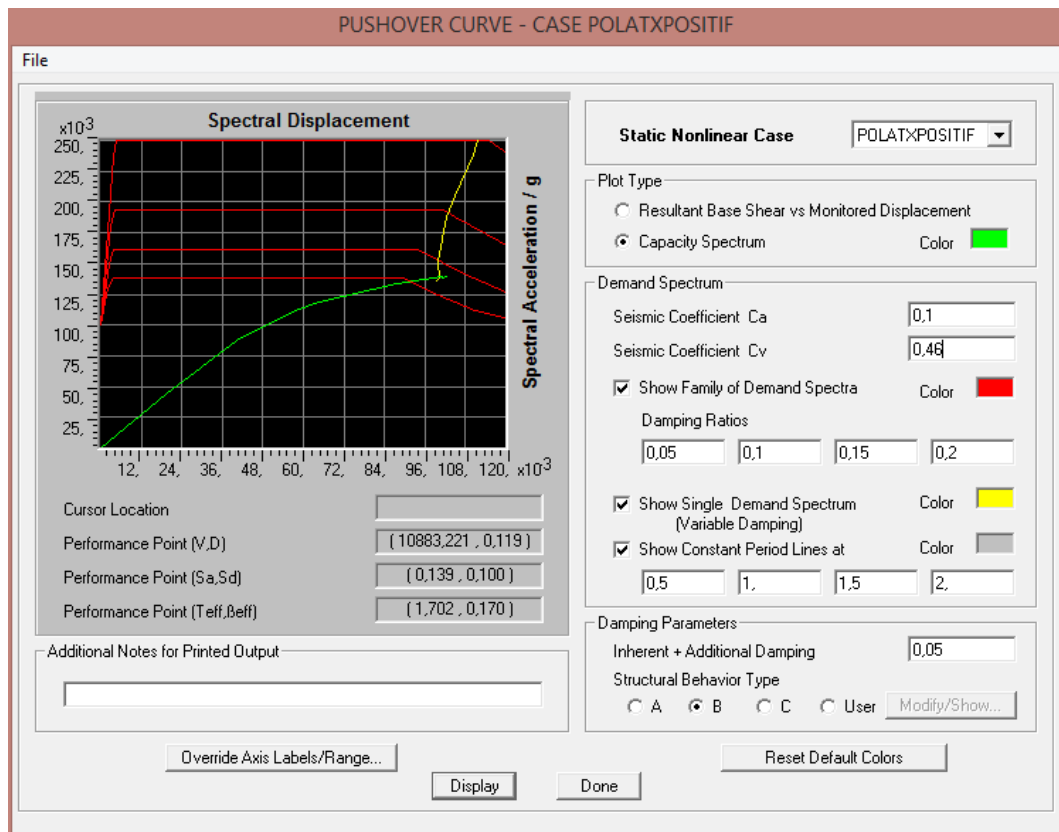 PUSHOVER CURVE - CASE POLATXPOSITIF
File
Spectral Displacement
x10³
250,
225,
200,
175,
150,
125,
100,
75,
50,
25,
12, 24, 36, 48, 60, 72, 84, 96, 108, 120, x10³
Spectral Acceleration / g
Cursor Location
Performance Point (V,D) ( 10883,221 , 0,119 )
Performance Point (Sa,Sd) ( 0,139 , 0,100 )
Performance Point (Teff,ßeff) ( 1,702 , 0,170 )
Additional Notes for Printed Output
Override Axis Labels/Range...
Static Nonlinear Case POLATXPOSITIF
Plot Type
Resultant Base Shear vs Monitored Displacement
Capacity Spectrum Color
Demand Spectrum
Seismic Coefficient Ca 0,1
Seismic Coefficient Cv 0,46
Show Family of Demand Spectra Color
Damping Ratios
0,05 0,1 0,15 0,2
Show Single Demand Spectrum Color
(Variable Damping)
Show Constant Period Lines at Color
0,5 1, 1,5 2,
Damping Parameters
Inherent + Additional Damping 0,05
Structural Behavior Type
A B C User Modify/Show...
Reset Default Colors
Display Done